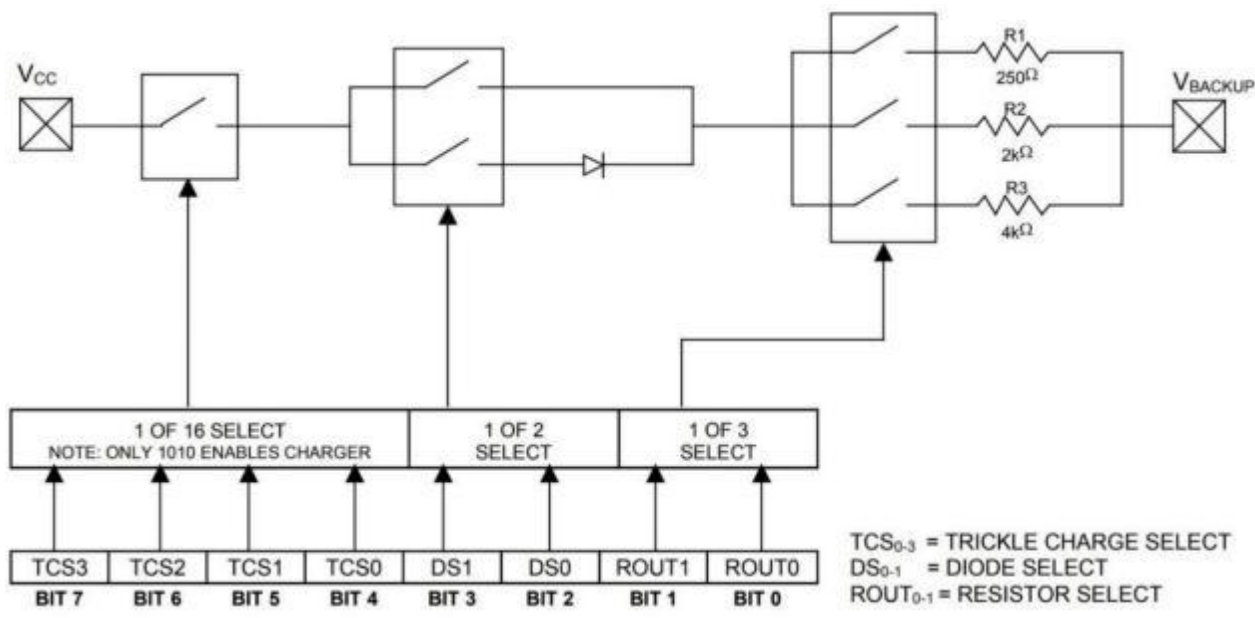 V_CC
R1
250Ω
V_BACKUP
R2
2kΩ
R3
4kΩ
1 OF 16 SELECT
NOTE: ONLY 1010 ENABLES CHARGER
1 OF 2
SELECT
1 OF 3
SELECT
TCS3 TCS2 TCS1 TCS0 DS1 DS0 ROUT1 ROUT0
BIT 7 BIT 6 BIT 5 BIT 4 BIT 3 BIT 2 BIT 1 BIT 0
TCS₀₋₃ = TRICKLE CHARGE SELECT
DS₀₋₁ = DIODE SELECT
ROUT₀₋₁ = RESISTOR SELECT